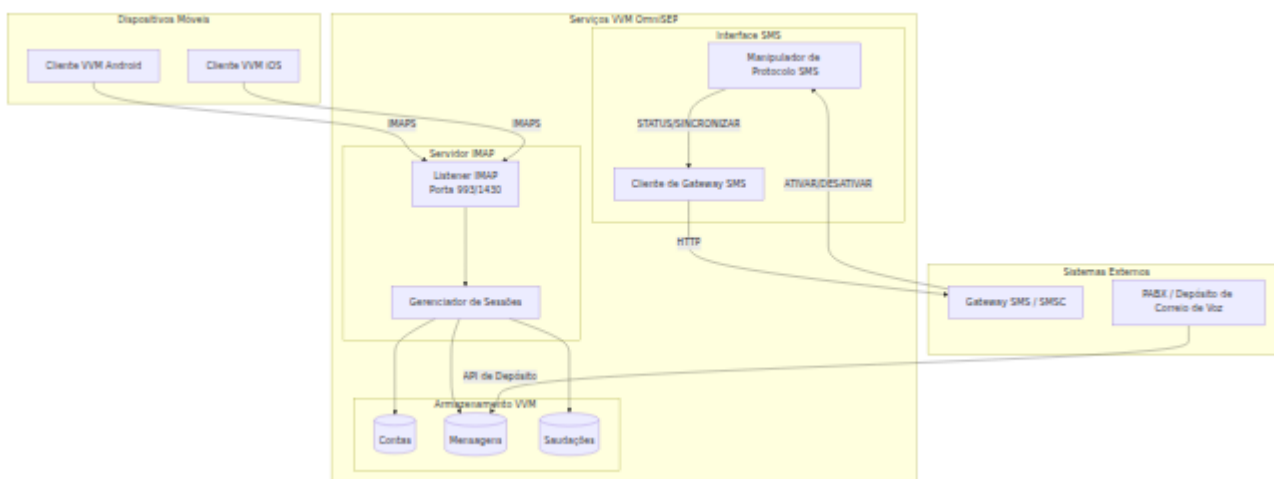 Dispositivos Móveis
Cliente VVM Android
Cliente VVM iOS
Serviços VVM OmniSEP
Interface SMS
Manipulador de
Protocolo SMS
IMAPS
IMAPS
STATUS/SINCRONIZAR
Servidor IMAP
Listener IMAP
Porta 993/1430
Cliente de Gateway SMS
ATIVAR/DESATIVAR
HTTP
Sistemas Externos
Gerenciador de Sessões
Gateway SMS / SMSC
PABX / Depósito de
Correio de Voz
API de Depósito
Armazenamento VVM
Contas
Mensagens
Saudações